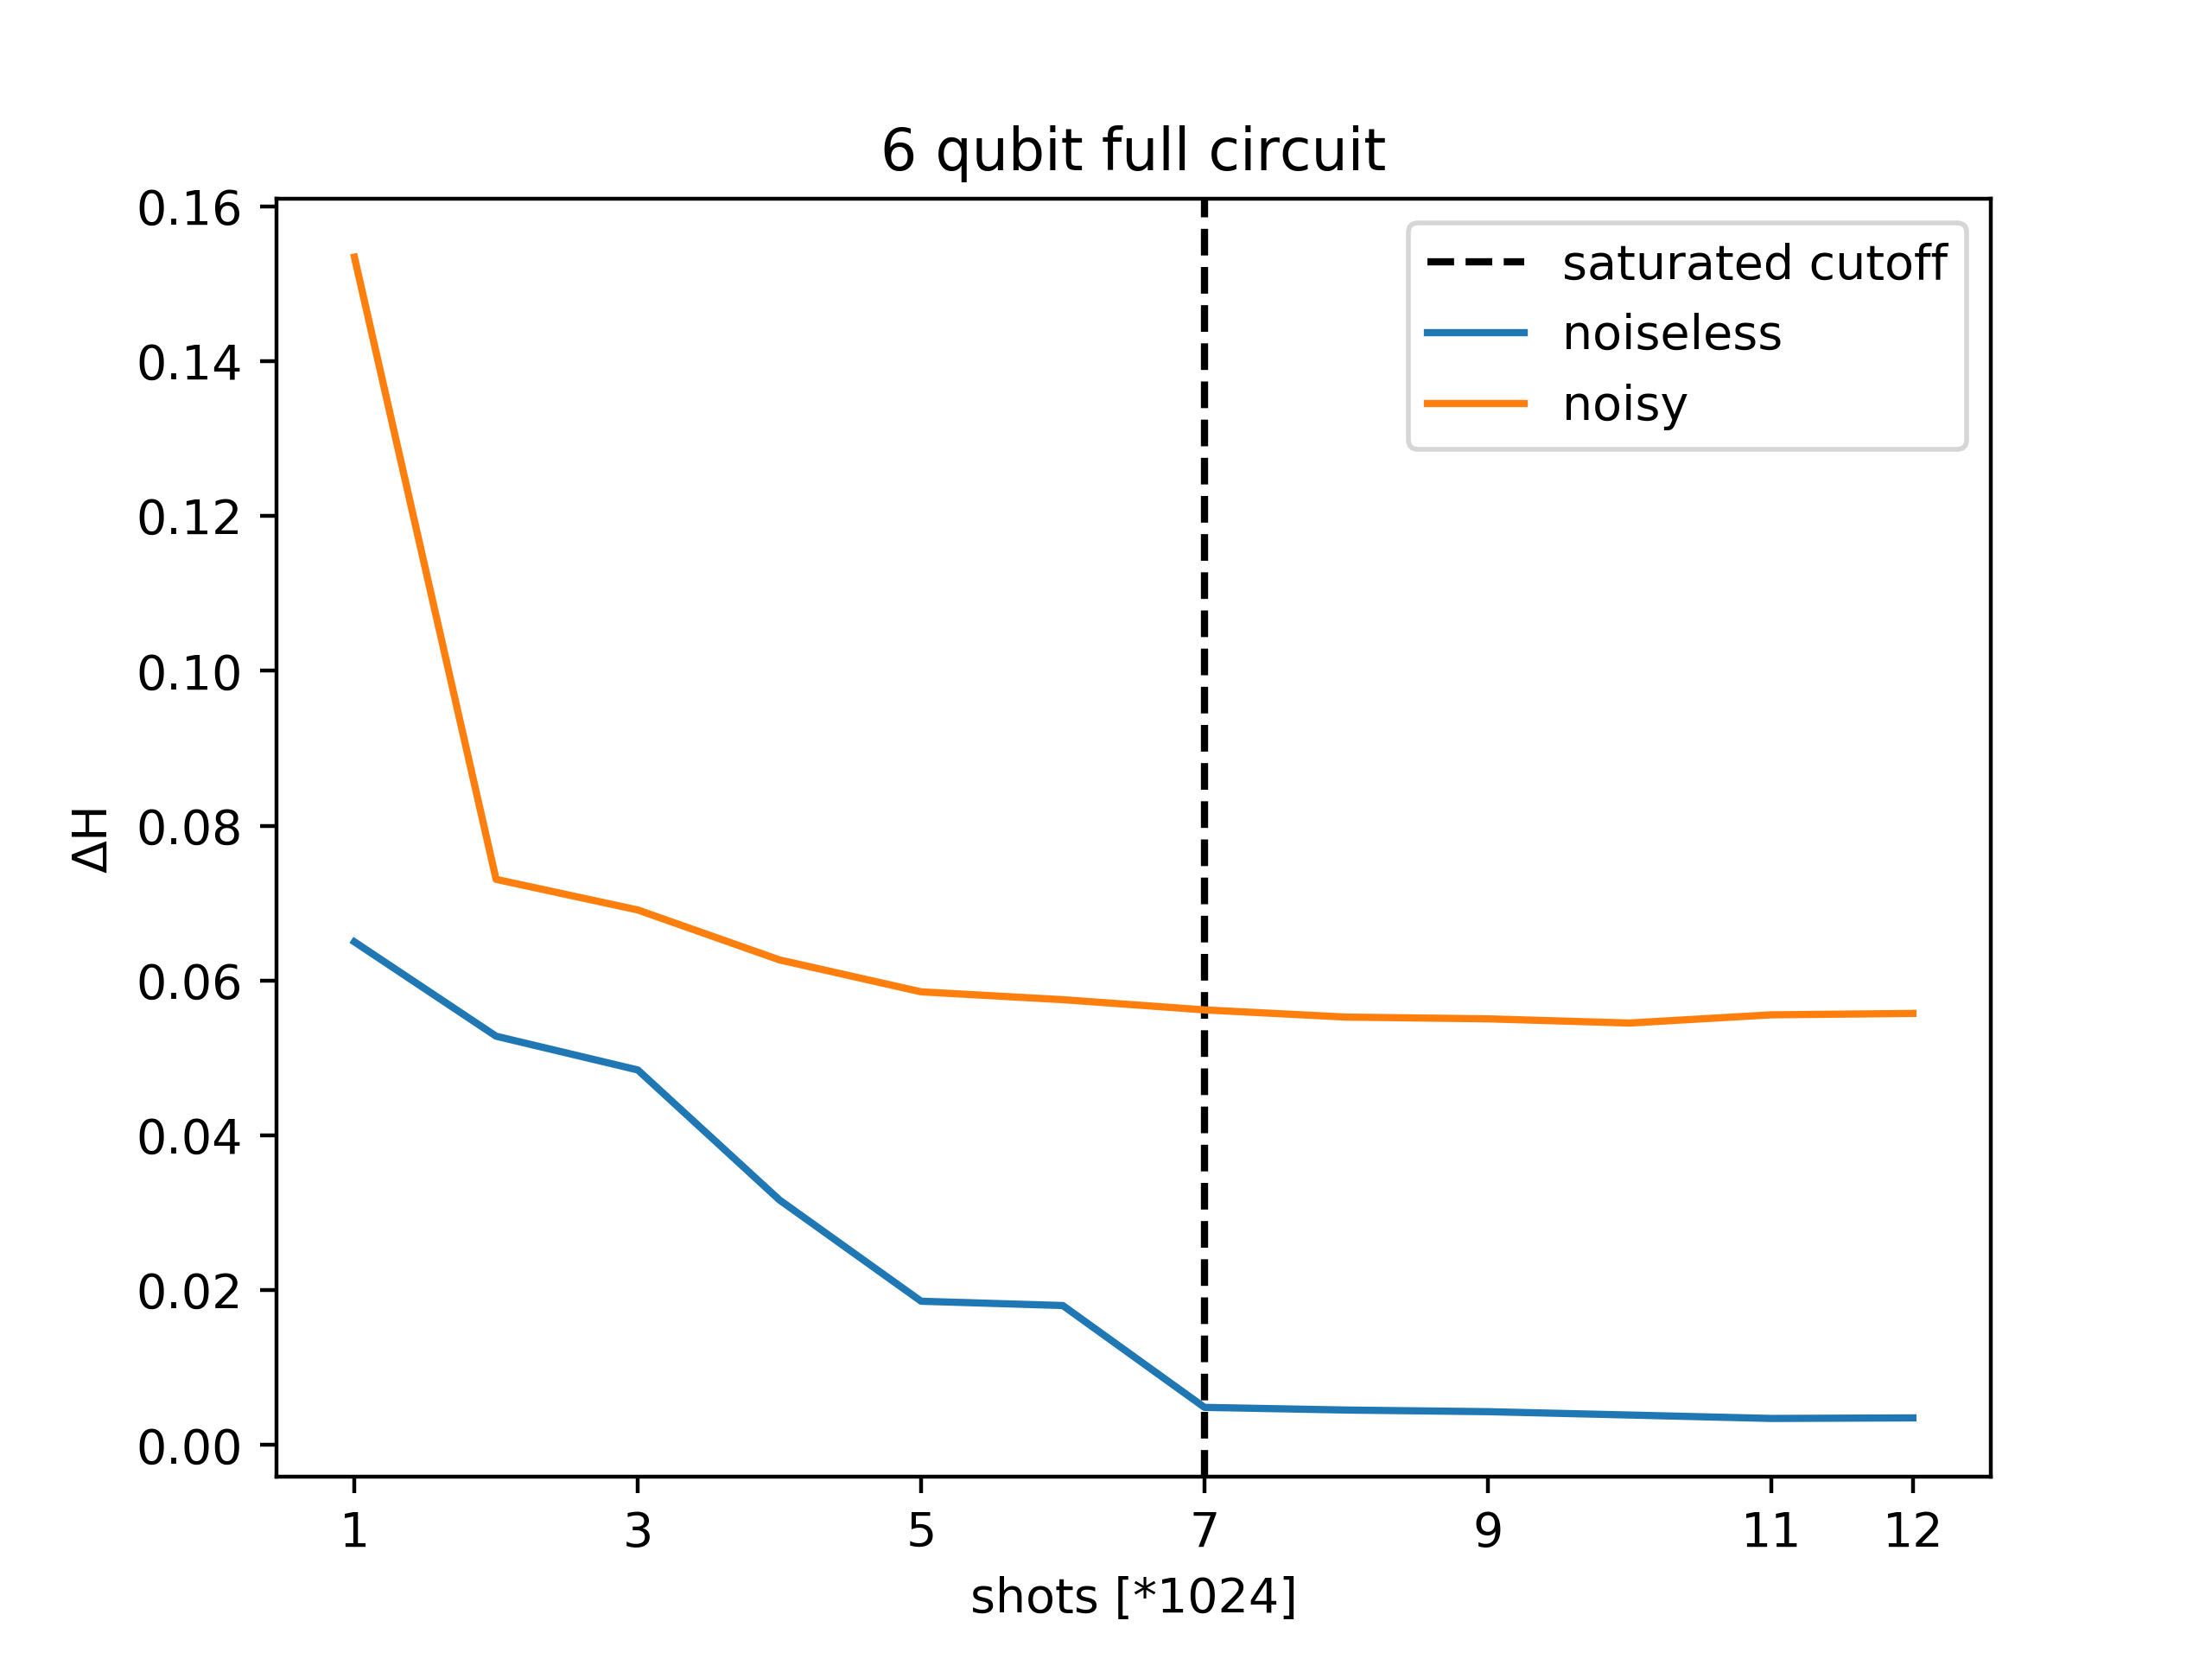 6 qubit full circuit
0.16
0.14
0.12
0.10
0.08
0.06
0.04
0.02
0.00
ΔH
saturated cutoff
noiseless
noisy
1 3 5 7 9 11 12
shots [*1024]